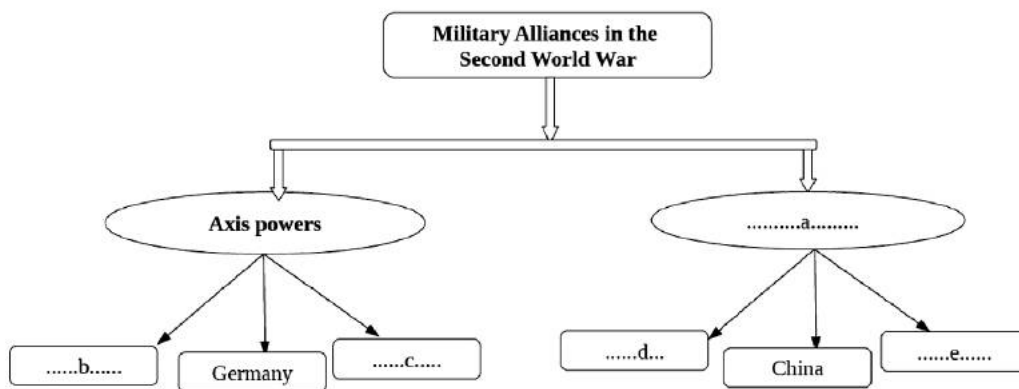 Military Alliances in the
Second World War
Axis powers
..........a.........
......b......
Germany
......c.....
......d...
China
......e......